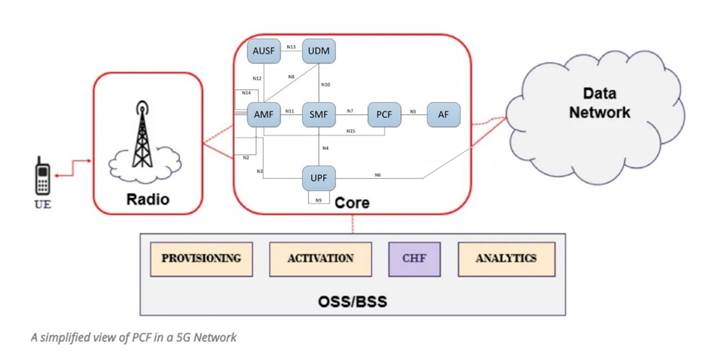 AUSF
N13
UDM
N12
N8
N10
N14
AMF
N11
SMF
N7
PCF
N5
AF
N15
N2
N4
N3
UPF
N6
N9
Core
Radio
UE
Data
Network
PROVISIONING
ACTIVATION
CHF
ANALYTICS
OSS/BSS
A simplified view of PCF in a 5G Network